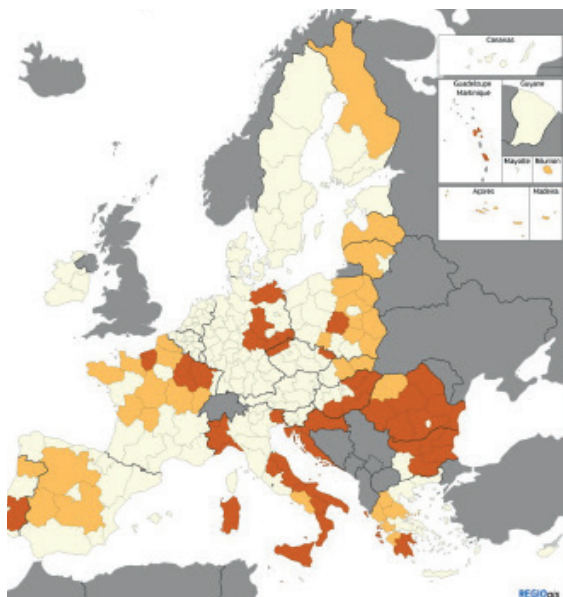 Canarias
Guadeloupe
Martinique
Guyane
Mayotte
Réunion
Açores
Madeira
REGIOgis